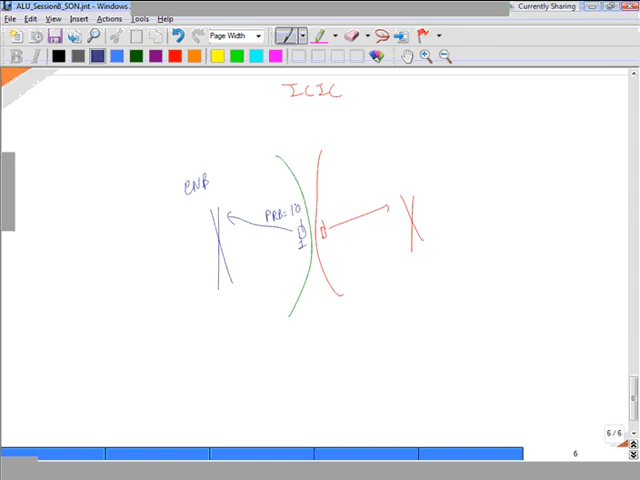 ALU_Session8_SON.jnt - Windows
Currently Sharing
File Edit View Insert Actions Tools Help
Page Width
B I
ICIC
eNB
PRB=10
1
6 / 6
6